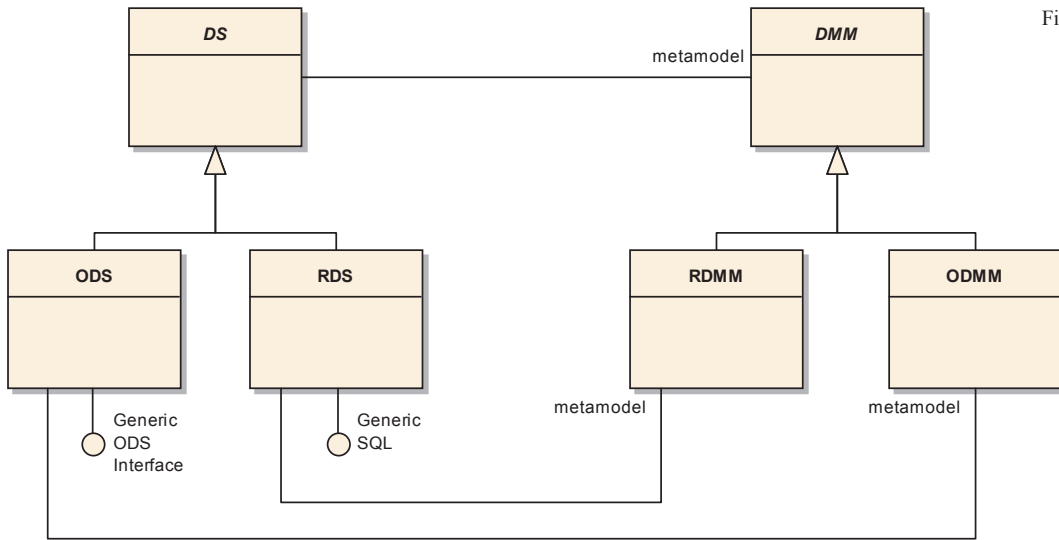 DS
DMM
Fi
metamodel
ODS
RDS
RDMM
ODMM
metamodel
metamodel
Generic
ODS
Interface
Generic
SQL